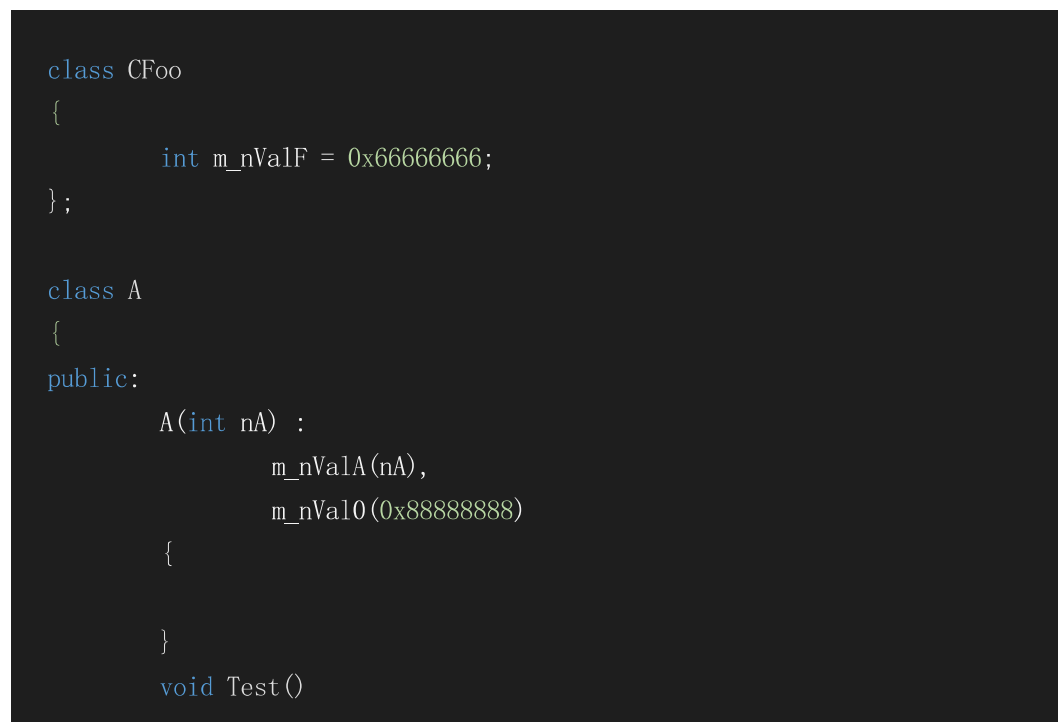 class CFoo
{
        int m_nValF = 0x66666666;
};
class A
{
public:
        A(int nA) :
                m_nValA(nA),
                m_nVal0(0x88888888)
        {
        }
        void Test()